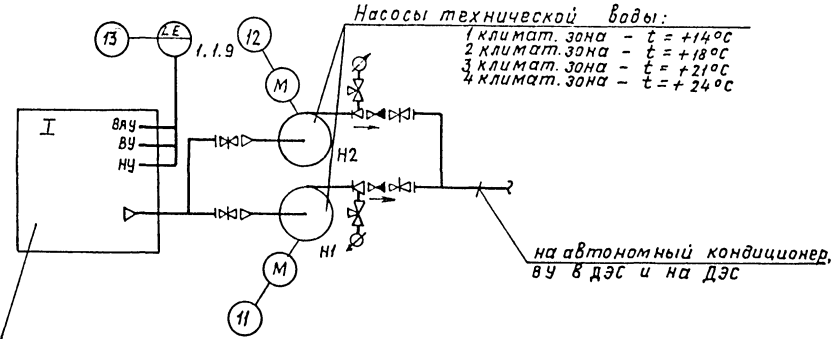 Насосы технической воды:
1 климат. зона – t = +14°С
2 климат. зона – t = +18°С
3 климат. зона – t = +21°С
4 климат. зона – t = +24°С
13
LE
1.1.9
12
М
I
ВАУ
ВУ
НУ
Н2
Н1
М
11
на автономный кондиционер,
ВУ в ДЭС и на ДЭС